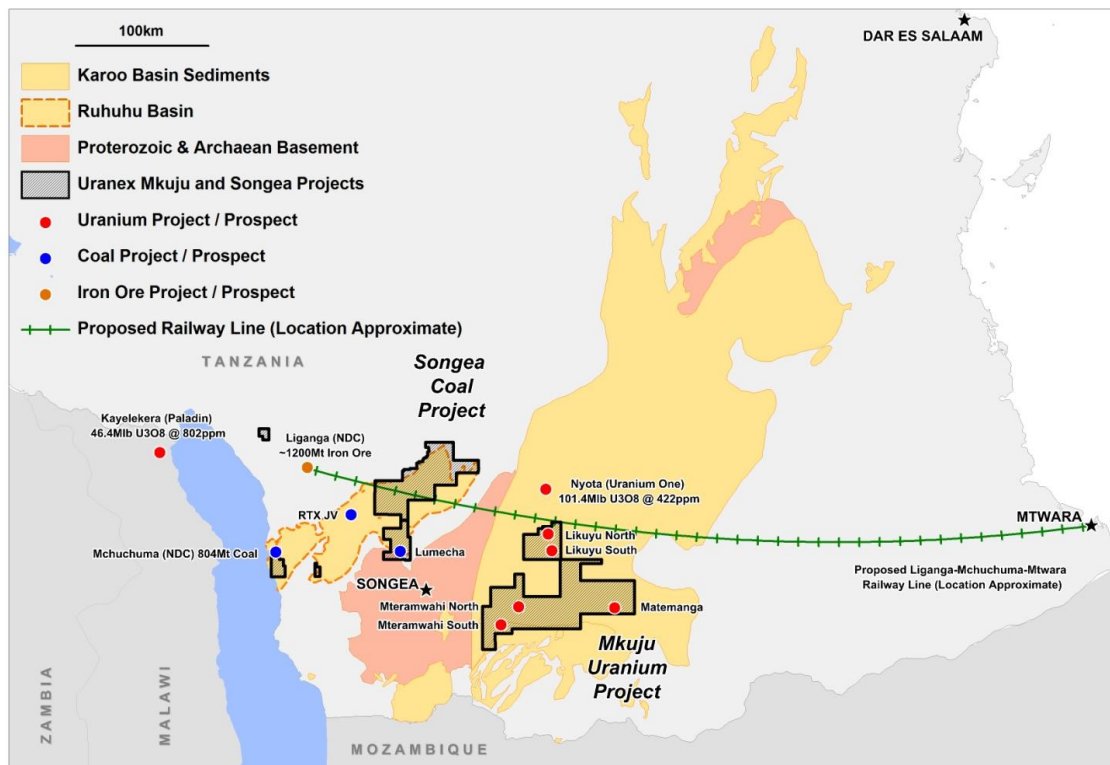 100km
DAR ES SALAAM
Karoo Basin Sediments
Ruhuhu Basin
Proterozoic & Archaean Basement
Uranex Mkuju and Songea Projects
Uranium Project / Prospect
Coal Project / Prospect
Iron Ore Project / Prospect
Proposed Railway Line (Location Approximate)
TANZANIA
Songea
Coal
Project
Kayelekera (Paladin)
46.4Mlb U3O8 @ 802ppm
Liganga (NDC)
~1200Mt Iron Ore
Nyota (Uranium One)
101.4Mlb U3O8 @ 422ppm
RTX JV
MTWARA
Likuyu North
Likuyu South
Mchuchuma (NDC) 804Mt Coal
Lumecha
Proposed Liganga-Mchuchuma-Mtwara
Railway Line (Location Approximate)
SONGEA
Mteramwahi North
Mteramwahi South
Matemanga
Mkuju
Uranium
Project
ZAMBIA
MALAWI
MOZAMBIQUE